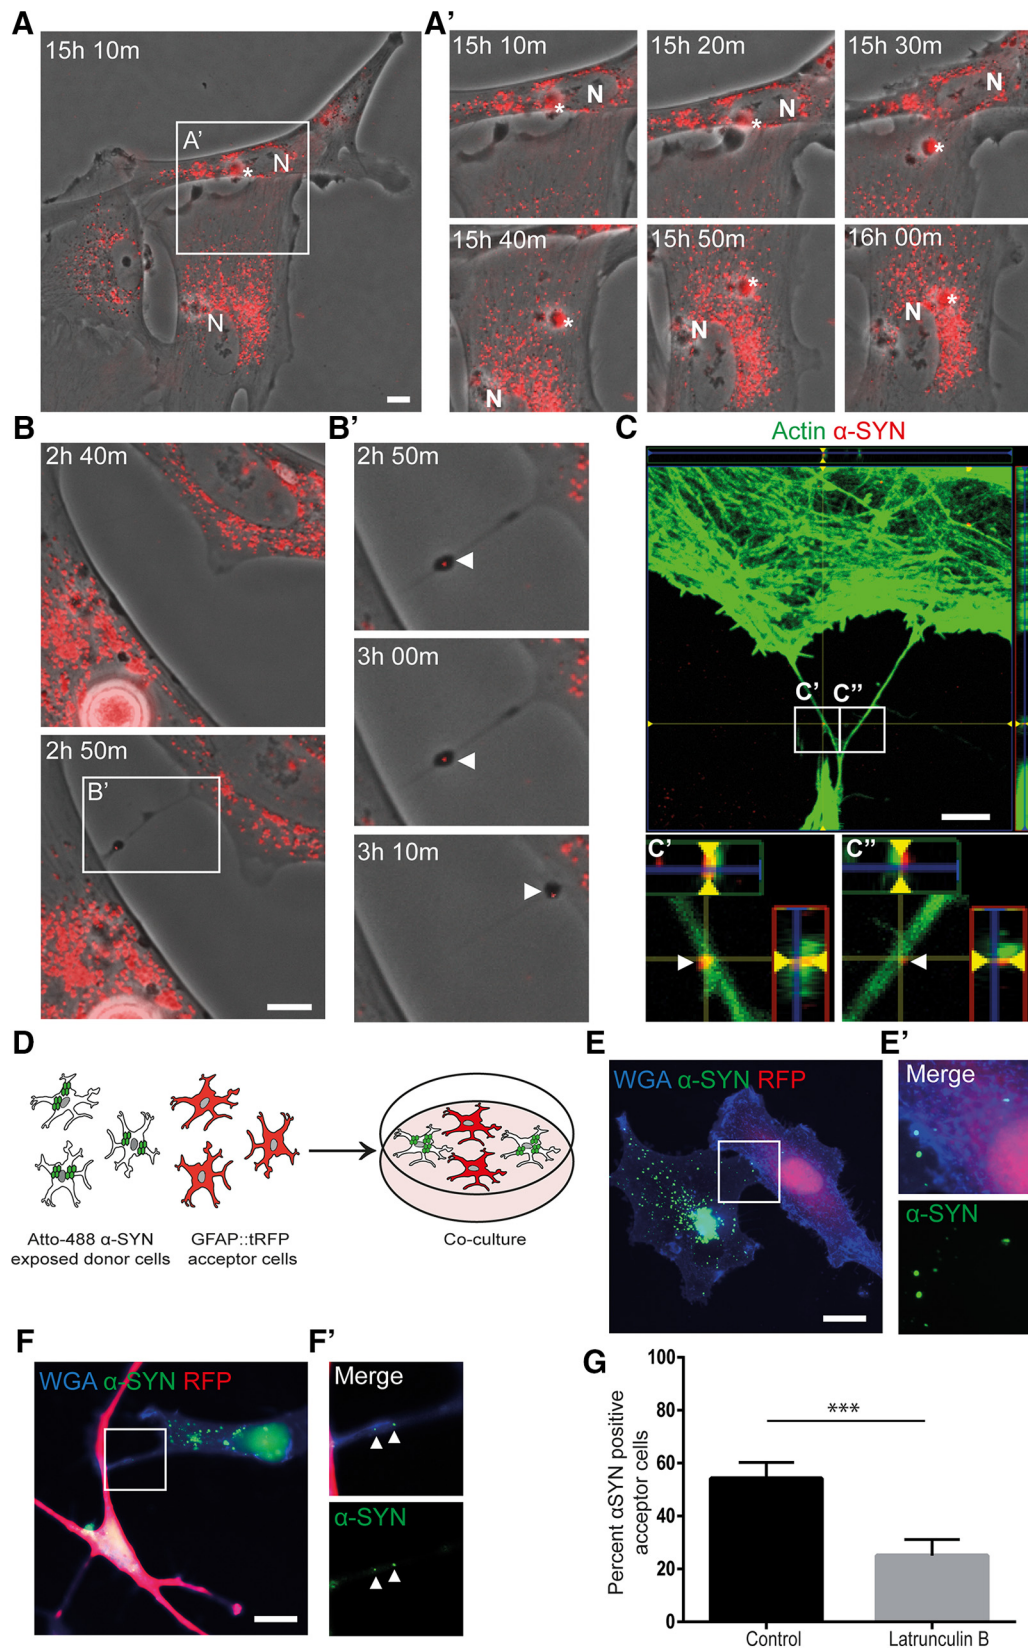 A
15h 10m
A'
N
*
N
A'
15h 10m
N
*
15h 20m
N
*
15h 30m
*
15h 40m
*
N
15h 50m
*
N
16h 00m
*
N
B
2h 40m
2h 50m
B'
B'
2h 50m
3h 00m
3h 10m
C
Actin α-SYN
C' C''
C'
C''
D
Atto-488 α-SYN
exposed donor cells
GFAP::tRFP
acceptor cells
Co-culture
E
WGA α-SYN RFP
E'
Merge
α-SYN
F
WGA α-SYN RFP
F'
Merge
α-SYN
G
Percent αSYN positive
acceptor cells
100
80
60
40
20
0
***
Control
Latrunculin B